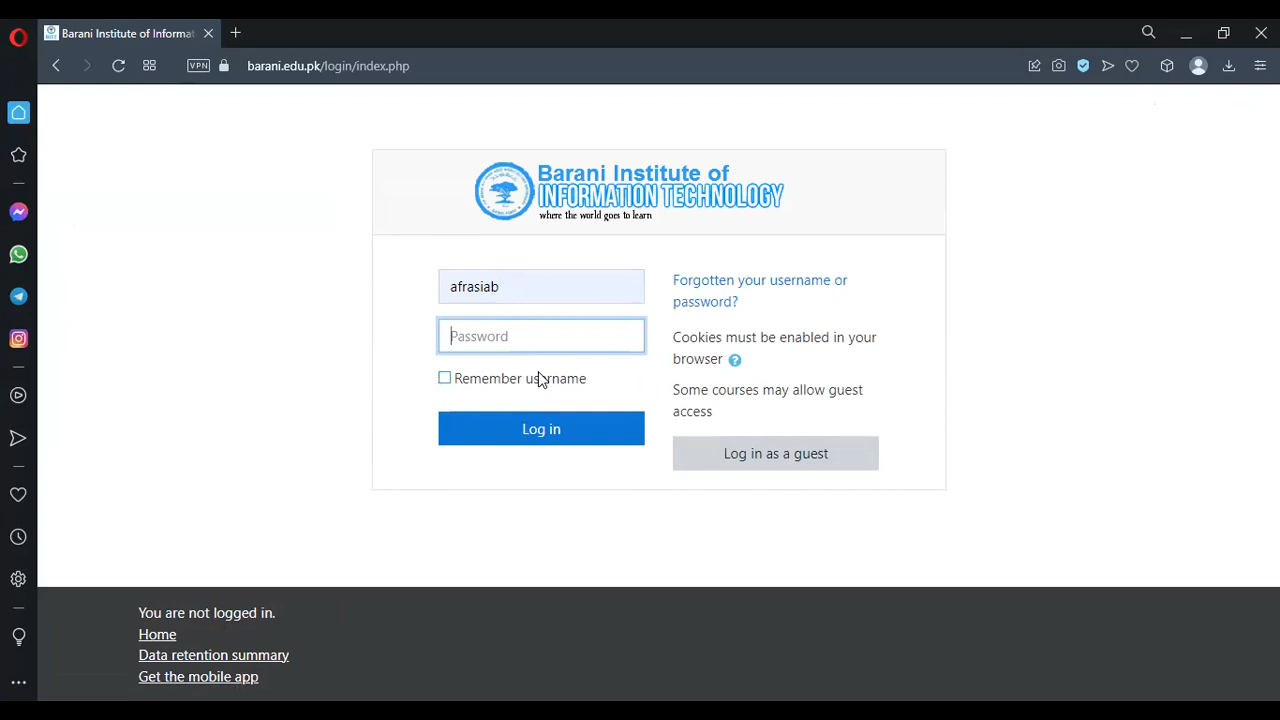 Barani Institute of Informat
VPN
barani.edu.pk/login/index.php
Barani Institute of
INFORMATION TECHNOLOGY
where the world goes to learn
afrasiab
Password
Remember username
Log in
Forgotten your username or
password?
Cookies must be enabled in your
browser ?
Some courses may allow guest
access
Log in as a guest
You are not logged in.
Home
Data retention summary
Get the mobile app